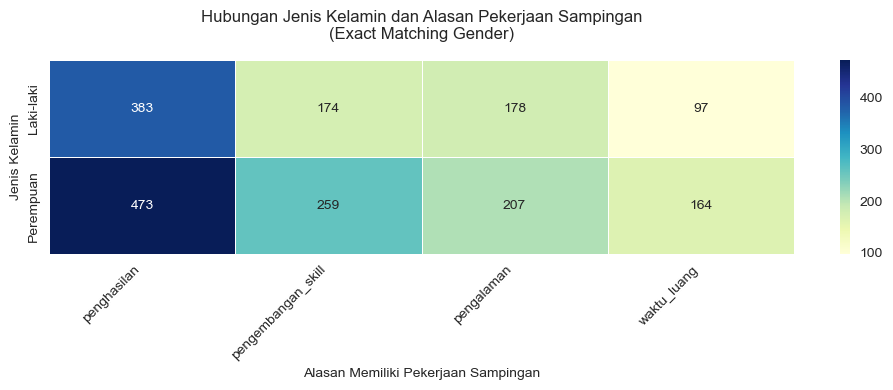 Hubungan Jenis Kelamin dan Alasan Pekerjaan Sampingan
(Exact Matching Gender)
Jenis Kelamin
Laki-laki
383
174
178
97
Perempuan
473
259
207
164
penghasilan
pengembangan_skill
pengalaman
waktu_luang
Alasan Memiliki Pekerjaan Sampingan
400
300
200
100